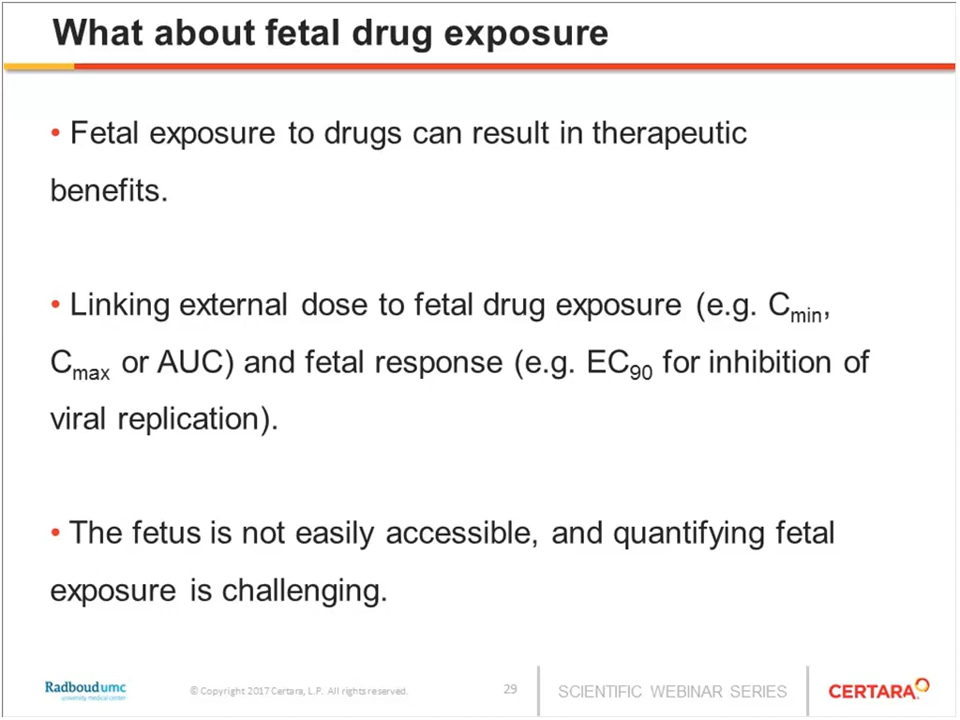 What about fetal drug exposure
• Fetal exposure to drugs can result in therapeutic
benefits.
• Linking external dose to fetal drug exposure (e.g. Cmin,
Cmax or AUC) and fetal response (e.g. EC90 for inhibition of
viral replication).
• The fetus is not easily accessible, and quantifying fetal
exposure is challenging.
Radboudumc
university medical center
© Copyright 2017 Certara, L.P. All rights reserved.
29
SCIENTIFIC WEBINAR SERIES
CERTARA